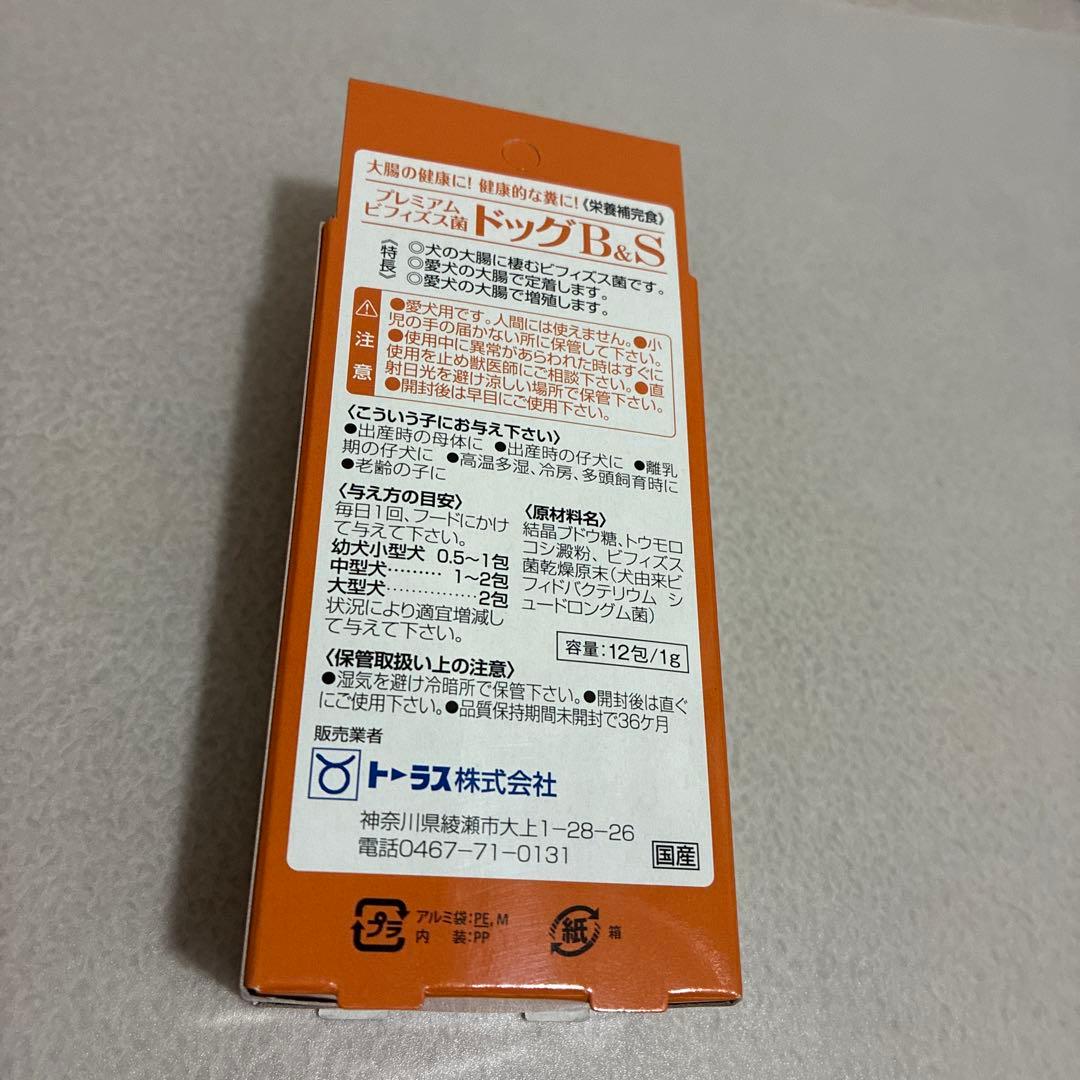 大腸の健康に!健康的な糞に!《栄養補完食》
プレミアム
ビフィズス菌 ドッグB&S
《特長》
◎犬の大腸に棲むビフィズス菌です。
◎愛犬の大腸で定着します。
◎愛犬の大腸で増殖します。
注意
●愛犬用です。人間には使えません。●小
児の手の届かない所に保管して下さい。
●使用中に異常があらわれた時はすぐに
使用を止め獣医師にご相談下さい。●直
射日光を避け涼しい場所で保管下さい。
●開封後は早目にご使用下さい。
〈こういう子にお与え下さい〉
●出産時の母体に ●出産時の仔犬に ●離乳
期の仔犬に ●高温多湿、冷房、多頭飼育時に
●老齢の子に
〈与え方の目安〉
毎日1回、フードにかけ
て与えて下さい。
幼犬小型犬 0.5〜1包
中型犬……… 1〜2包
大型犬……………2包
状況により適宜増減し
て与えて下さい。
〈原材料名〉
結晶ブドウ糖、トウモロ
コシ澱粉、ビフィズス
菌乾燥原末(犬由来ビ
フィドバクテリウム シ
ュードロングム菌)
容量:12包/1g
〈保管取扱い上の注意〉
●湿気を避け冷暗所で保管下さい。●開封後は直ぐ
にご使用下さい。●品質保持期間未開封で36ケ月
販売業者
トーラス株式会社
神奈川県綾瀬市大上1-28-26
電話0467-71-0131
国産
プラ
アルミ袋:PE, M
内 装:PP
紙
箱